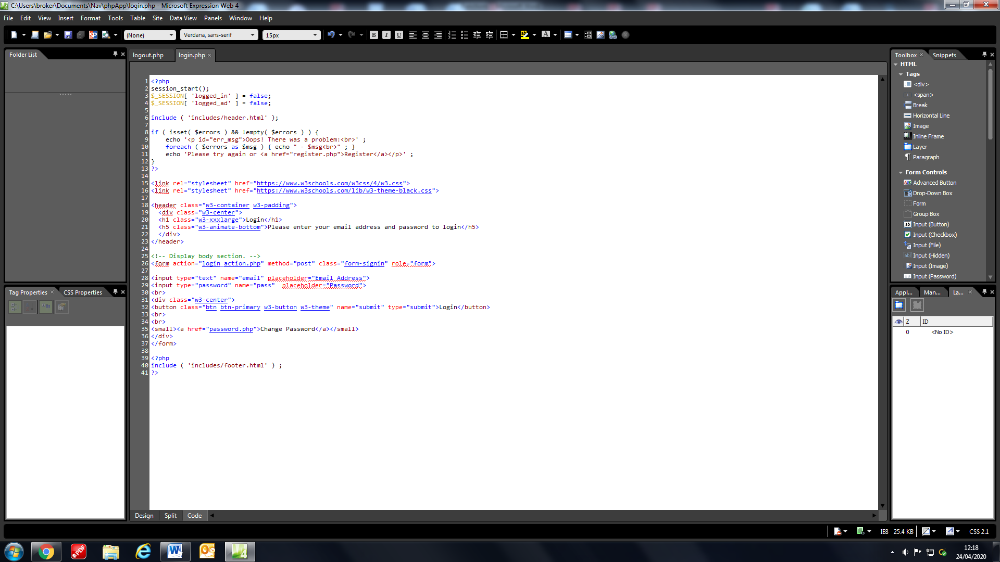 C:\Users\broker\Documents\Nav\phpApp\login.php - Microsoft Expression Web 4
File Edit View Insert Format Tools Table Site Data View Panels Window Help
(None) Verdana, sans-serif 15px
Folder List
logout.php login.php
1 <?php
2 session_start();
3 $_SESSION[ 'logged_in' ] = false;
4 $_SESSION[ 'logged_ad' ] = false;
5
6 include ( 'includes/header.html' );
7
8 if ( isset( $errors ) && !empty( $errors ) ) {
9 echo '<p id="err_msg">Oops! There was a problem:<br>' ;
10 foreach ( $errors as $msg ) { echo " - $msg<br>" ; }
11 echo 'Please try again or <a href="register.php">Register</a></p>' ;
12 }
13 ?>
14
15 <link rel="stylesheet" href="https://www.w3schools.com/w3css/4/w3.css">
16 <link rel="stylesheet" href="https://www.w3schools.com/lib/w3-theme-black.css">
17
18 <header class="w3-container w3-padding">
19 <div class="w3-center">
20 <h1 class="w3-xxxlarge">Login</h1>
21 <h5 class="w3-animate-bottom">Please enter your email address and password to login</h5>
22 </div>
23 </header>
24
25 <!-- Display body section. -->
26 <form action="login_action.php" method="post" class="form-signin" role="form">
27
28 <input type="text" name="email" placeholder="Email Address">
29 <input type="password" name="pass" placeholder="Password">
30 <br>
31 <div class="w3-center">
32 <button class="btn btn-primary w3-button w3-theme" name="submit" type="submit">Login</button>
33 <br>
34 <br>
35 <small><a href="password.php">Change Password</a></small>
36 </div>
37 </form>
38
39 <?php
40 include ( 'includes/footer.html' ) ;
41 ?>
Design Split Code
Tag Properties CSS Properties
Toolbox Snippets
HTML
Tags
<div>
<span>
Break
Horizontal Line
Image
Inline Frame
Layer
Paragraph
Form Controls
Advanced Button
Drop-Down Box
Form
Group Box
Input (Button)
Input (Checkbox)
Input (File)
Input (Hidden)
Input (Image)
Input (Password)
Appl... Man... La...
Z ID
0 <No ID>
IE8 25.4 KB CSS 2.1
12:18
24/04/2020